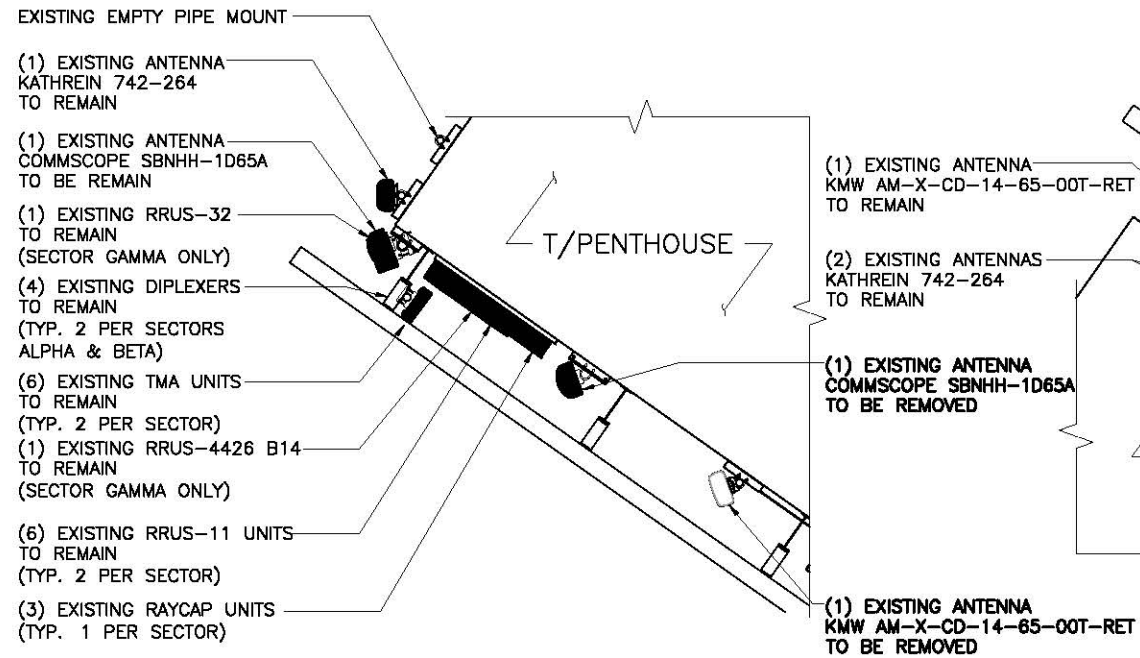 EXISTING EMPTY PIPE MOUNT
(1) EXISTING ANTENNA
KATHREIN 742-264
TO REMAIN
(1) EXISTING ANTENNA
COMMSCOPE SBNHH-1D65A
TO BE REMAIN
(1) EXISTING RRUS-32
TO REMAIN
(SECTOR GAMMA ONLY)
(4) EXISTING DIPLEXERS
TO REMAIN
(TYP. 2 PER SECTORS
ALPHA & BETA)
(6) EXISTING TMA UNITS
TO REMAIN
(TYP. 2 PER SECTOR)
(1) EXISTING RRUS-4426 B14
TO REMAIN
(SECTOR GAMMA ONLY)
(6) EXISTING RRUS-11 UNITS
TO REMAIN
(TYP. 2 PER SECTOR)
(3) EXISTING RAYCAP UNITS
(TYP. 1 PER SECTOR)
T/PENTHOUSE
(1) EXISTING ANTENNA
KMW AM-X-CD-14-65-00T-RET
TO REMAIN
(2) EXISTING ANTENNAS
KATHREIN 742-264
TO REMAIN
(1) EXISTING ANTENNA
COMMSCOPE SBNHH-1D65A
TO BE REMOVED
(1) EXISTING ANTENNA
KMW AM-X-CD-14-65-00T-RET
TO BE REMOVED